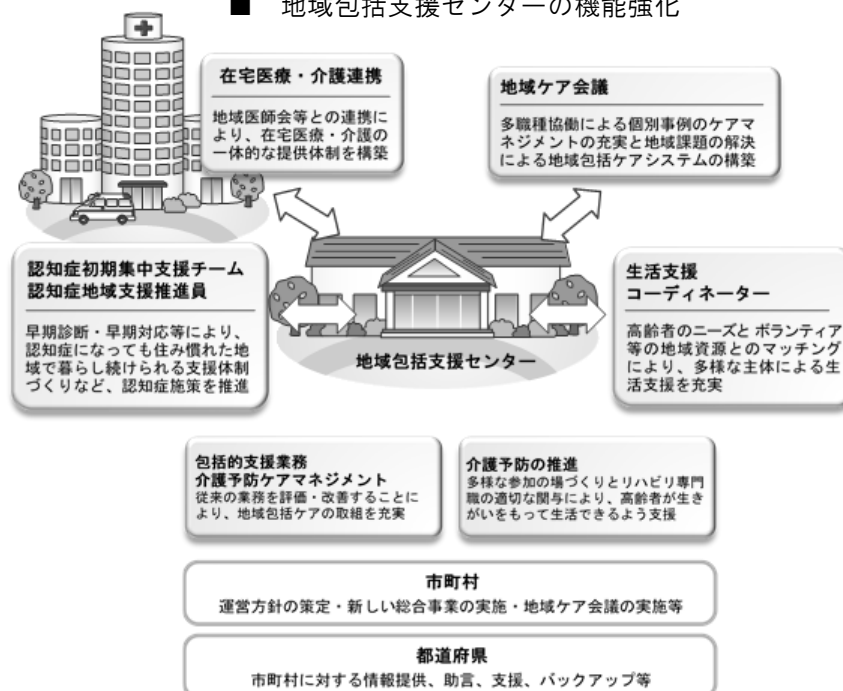 ■ 地域包括支援センターの機能強化
在宅医療・介護連携
地域医師会等との連携に
より、在宅医療・介護の
一体的な提供体制を構築
地域ケア会議
多職種協働による個別事例のケアマ
ネジメントの充実と地域課題の解決
による地域包括ケアシステムの構築
認知症初期集中支援チーム
認知症地域支援推進員
早期診断・早期対応等により、
認知症になっても住み慣れた地
域で暮らし続けられる支援体制
づくりなど、認知症施策を推進
地域包括支援センター
生活支援
コーディネーター
高齢者のニーズと ボランティア
等の地域資源とのマッチング
により、多様な主体による生
活支援を充実
包括的支援業務
介護予防ケアマネジメント
従来の業務を評価・改善することに
より、地域包括ケアの取組を充実
介護予防の推進
多様な参加の場づくりとリハビリ専門
職の適切な関与により、高齢者が生き
がいをもって生活できるよう支援
市町村
運営方針の策定・新しい総合事業の実施・地域ケア会議の実施等
都道府県
市町村に対する情報提供、助言、支援、バックアップ等